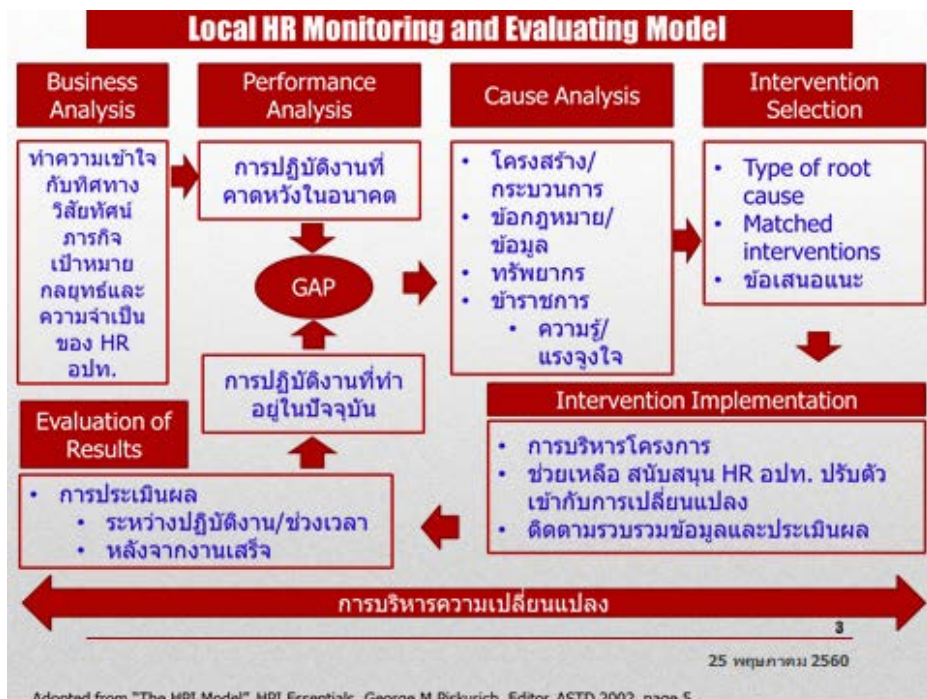 Local HR Monitoring and Evaluating Model
Business
Analysis
ทำความเข้าใจ
กับทิศทาง
วิสัยทัศน์
ภารกิจ
เป้าหมาย
กลยุทธ์และ
ความจำเป็น
ของ HR
อปท.
Performance
Analysis
การปฏิบัติงานที่
คาดหวังในอนาคต
GAP
การปฏิบัติงานที่ทำ
อยู่ในปัจจุบัน
Cause Analysis
• โครงสร้าง/
กระบวนการ
• ข้อกฎหมาย/
ข้อมูล
• ทรัพยากร
• ข้าราชการ
• ความรู้/
แรงจูงใจ
Intervention
Selection
• Type of root
cause
• Matched
interventions
• ข้อเสนอแนะ
Intervention Implementation
• การบริหารโครงการ
• ช่วยเหลือ สนับสนุน HR อปท. ปรับตัว
เข้ากับการเปลี่ยนแปลง
• ติดตามรวบรวมข้อมูลและประเมินผล
Evaluation of
Results
• การประเมินผล
• ระหว่างปฏิบัติงาน/ช่วงเวลา
• หลังจากงานเสร็จ
การบริหารความเปลี่ยนแปลง
3
25 พฤษภาคม 2560
Adopted from "The HPI Model" HPI Essentials, George M Piskurich, Editor, ASTD 2002, page 5